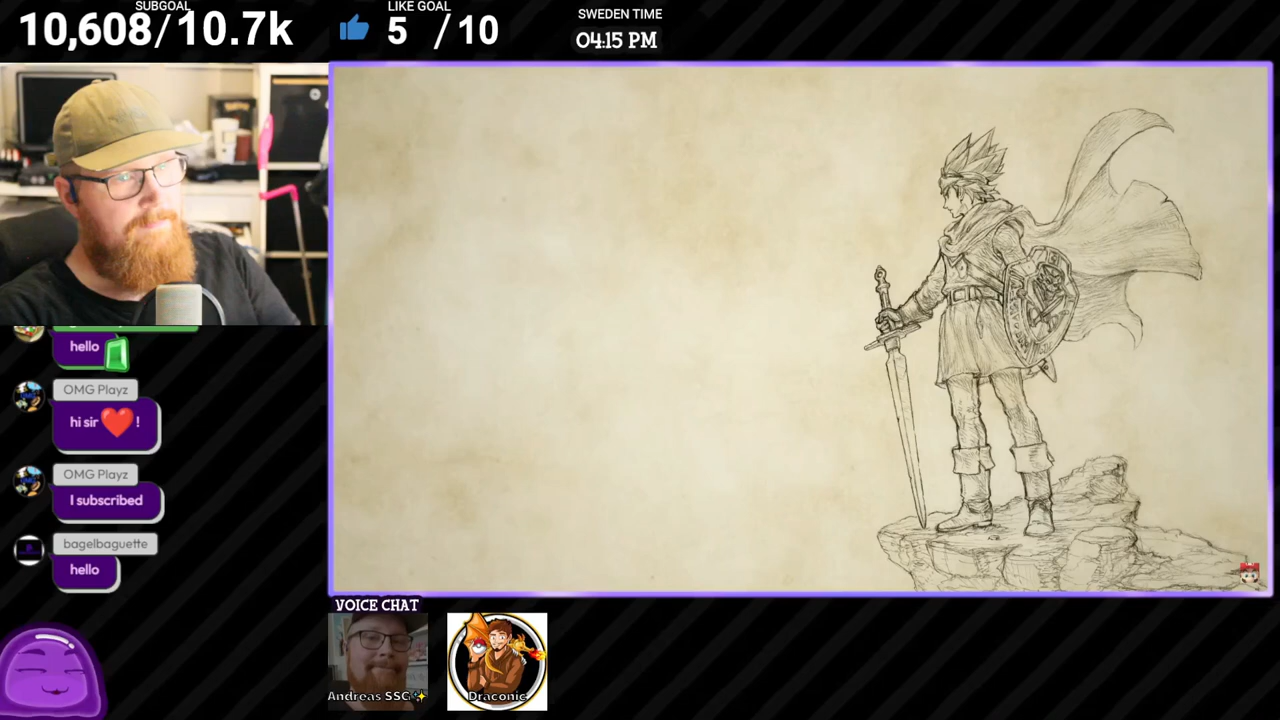 SUBGOAL
10,608/10.7k
LIKE GOAL
5 /10
SWEDEN TIME
04:15 PM
hello
OMG Playz
hi sir ❤️ !
OMG Playz
I subscribed
bagelbaguette
hello
VOICE CHAT
Andreas SSG✨
Draconic